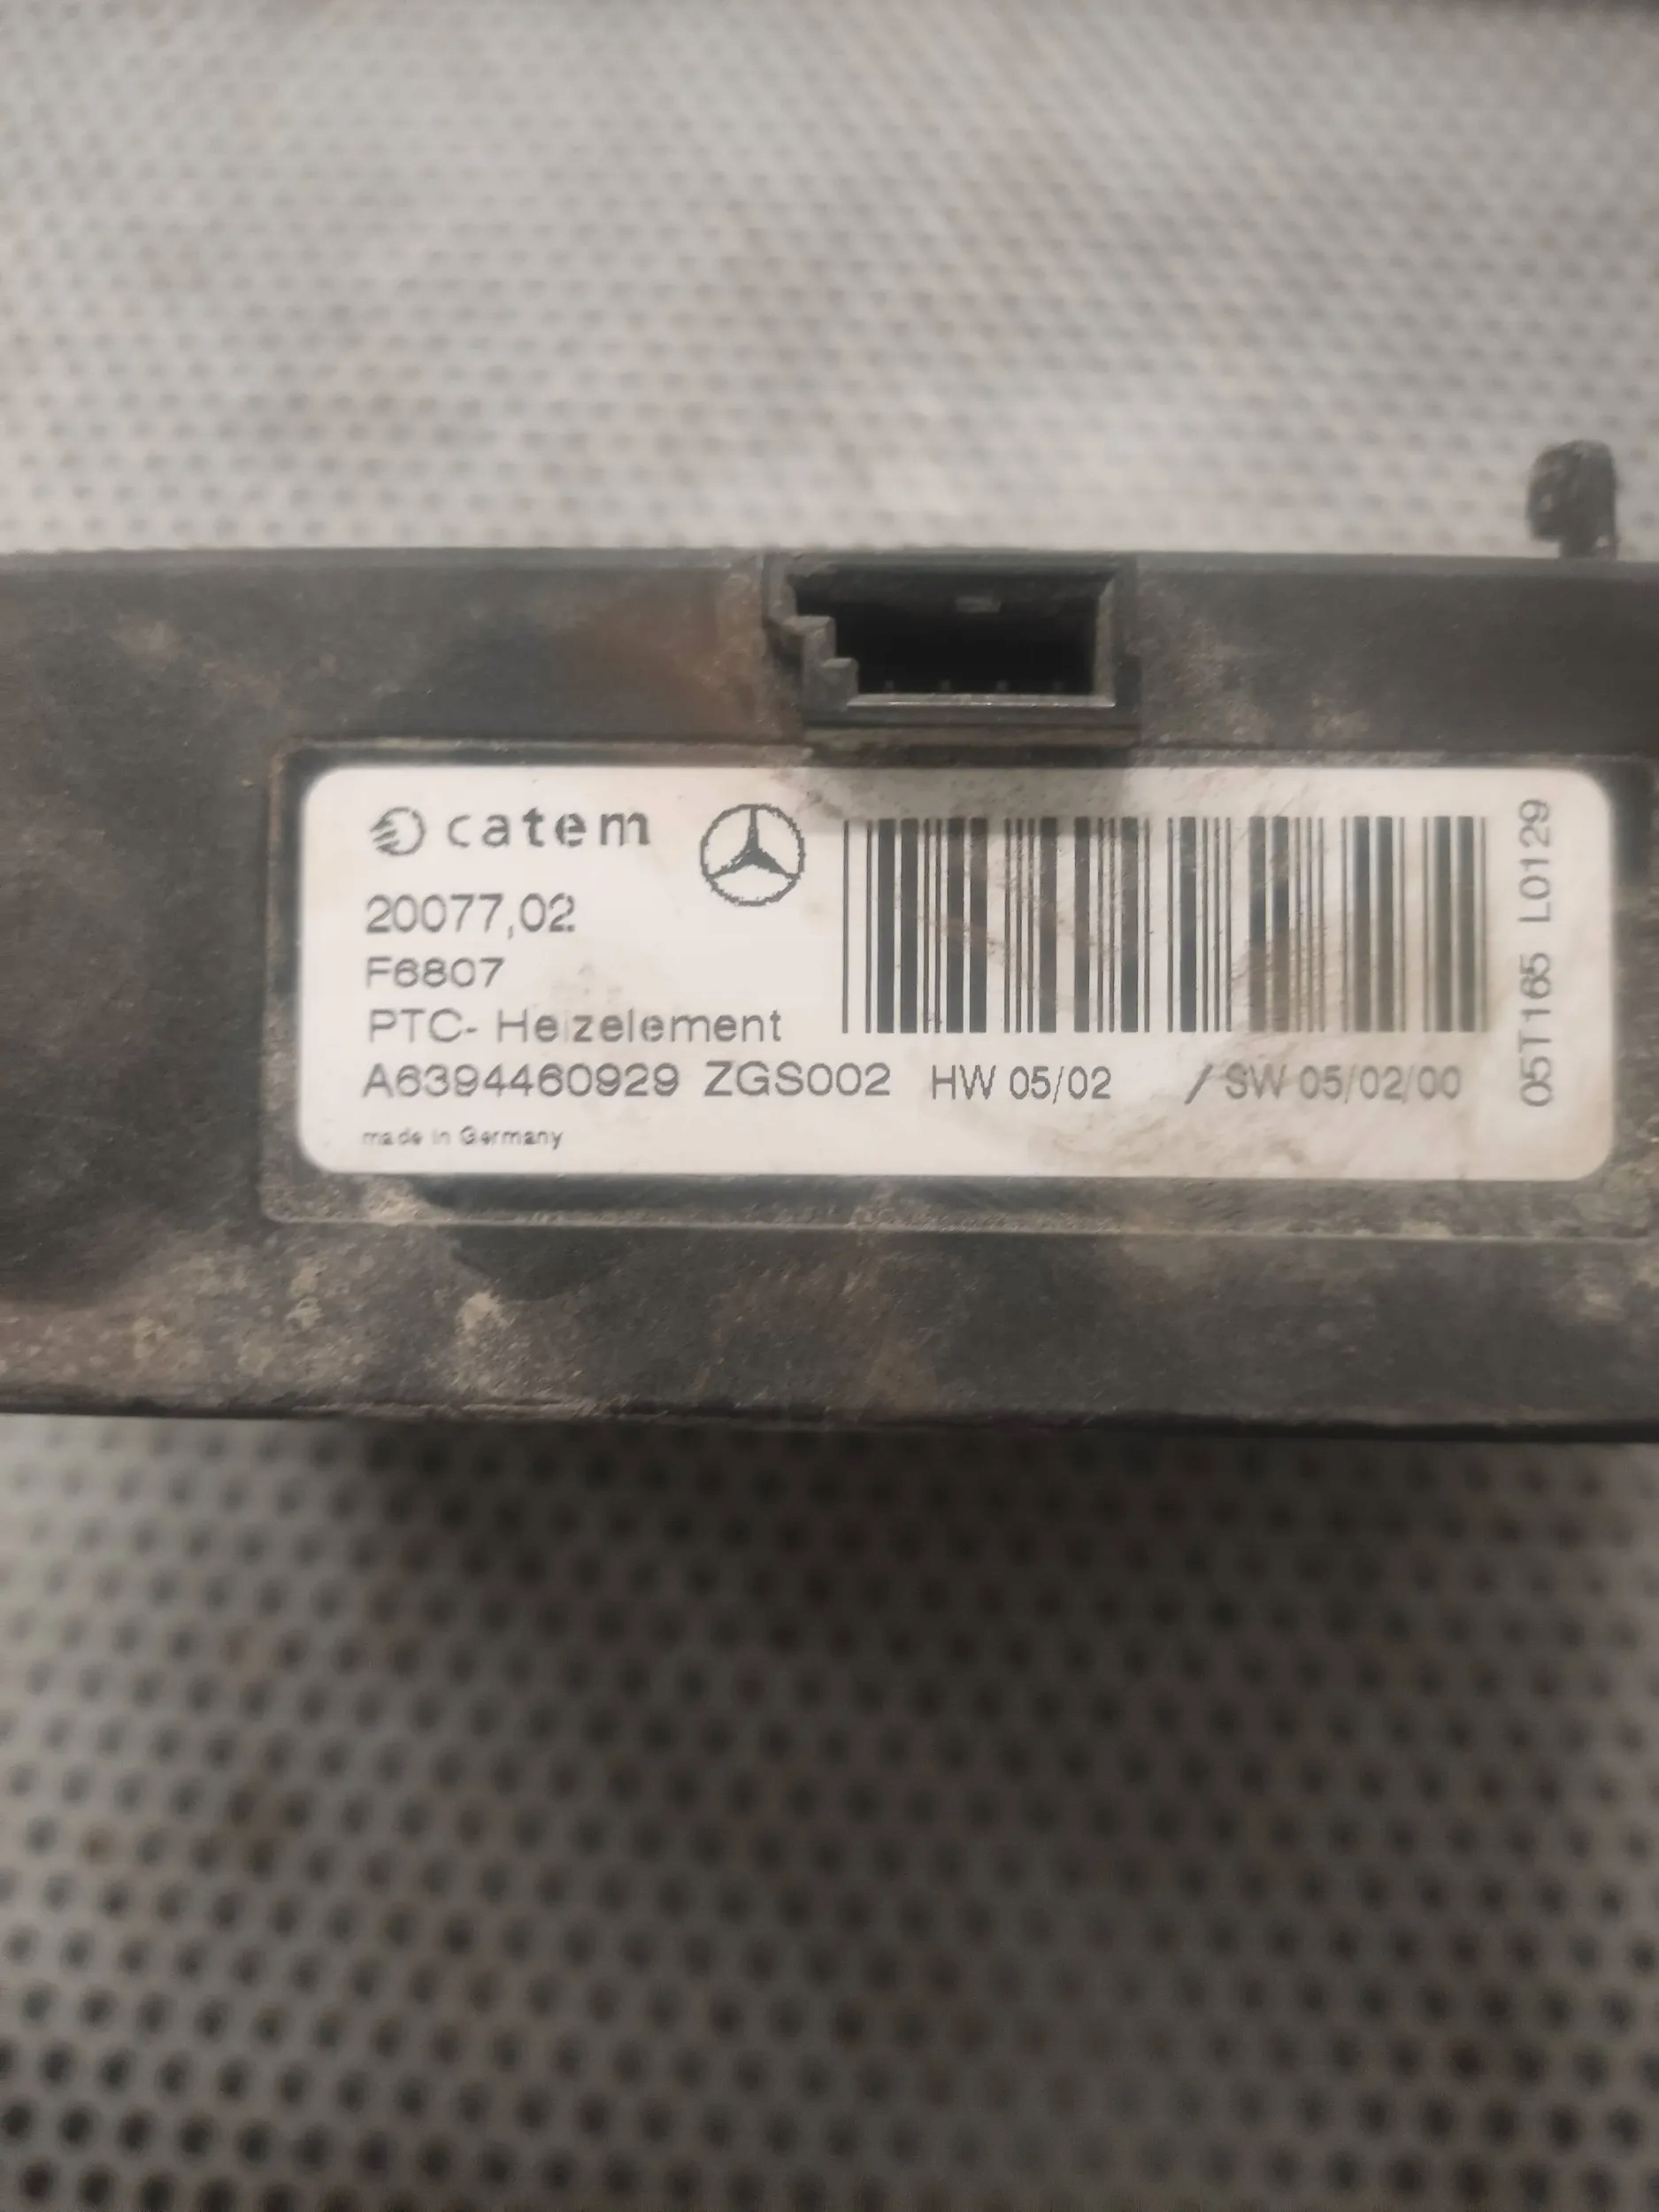 catem
20077,02
F6807
PTC- Heizelement
A6394460929 ZGS002 HW 05/02 / SW 05/02/00
made in Germany
05T165 L0129